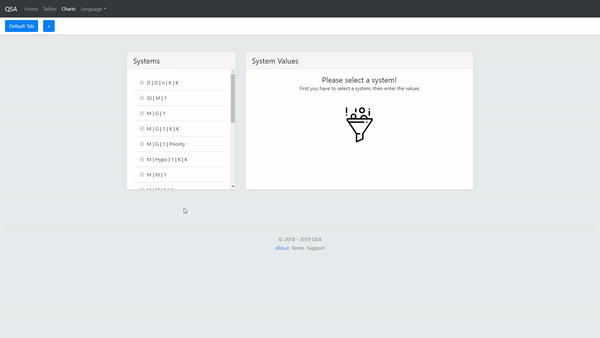 QSA Home Tables Charts Language
Default Tab +
Systems
D | D | n | K | K
GI | M | 1
M | G | 1
M | G | 1 | K | K
M | G | 1 | Priority
M | Hypo | 1 | K | K
M | M | 1
System Values
Please select a system!
First you have to select a system, then enter the values
© 2018 - 2019 QSA
About Terms Support